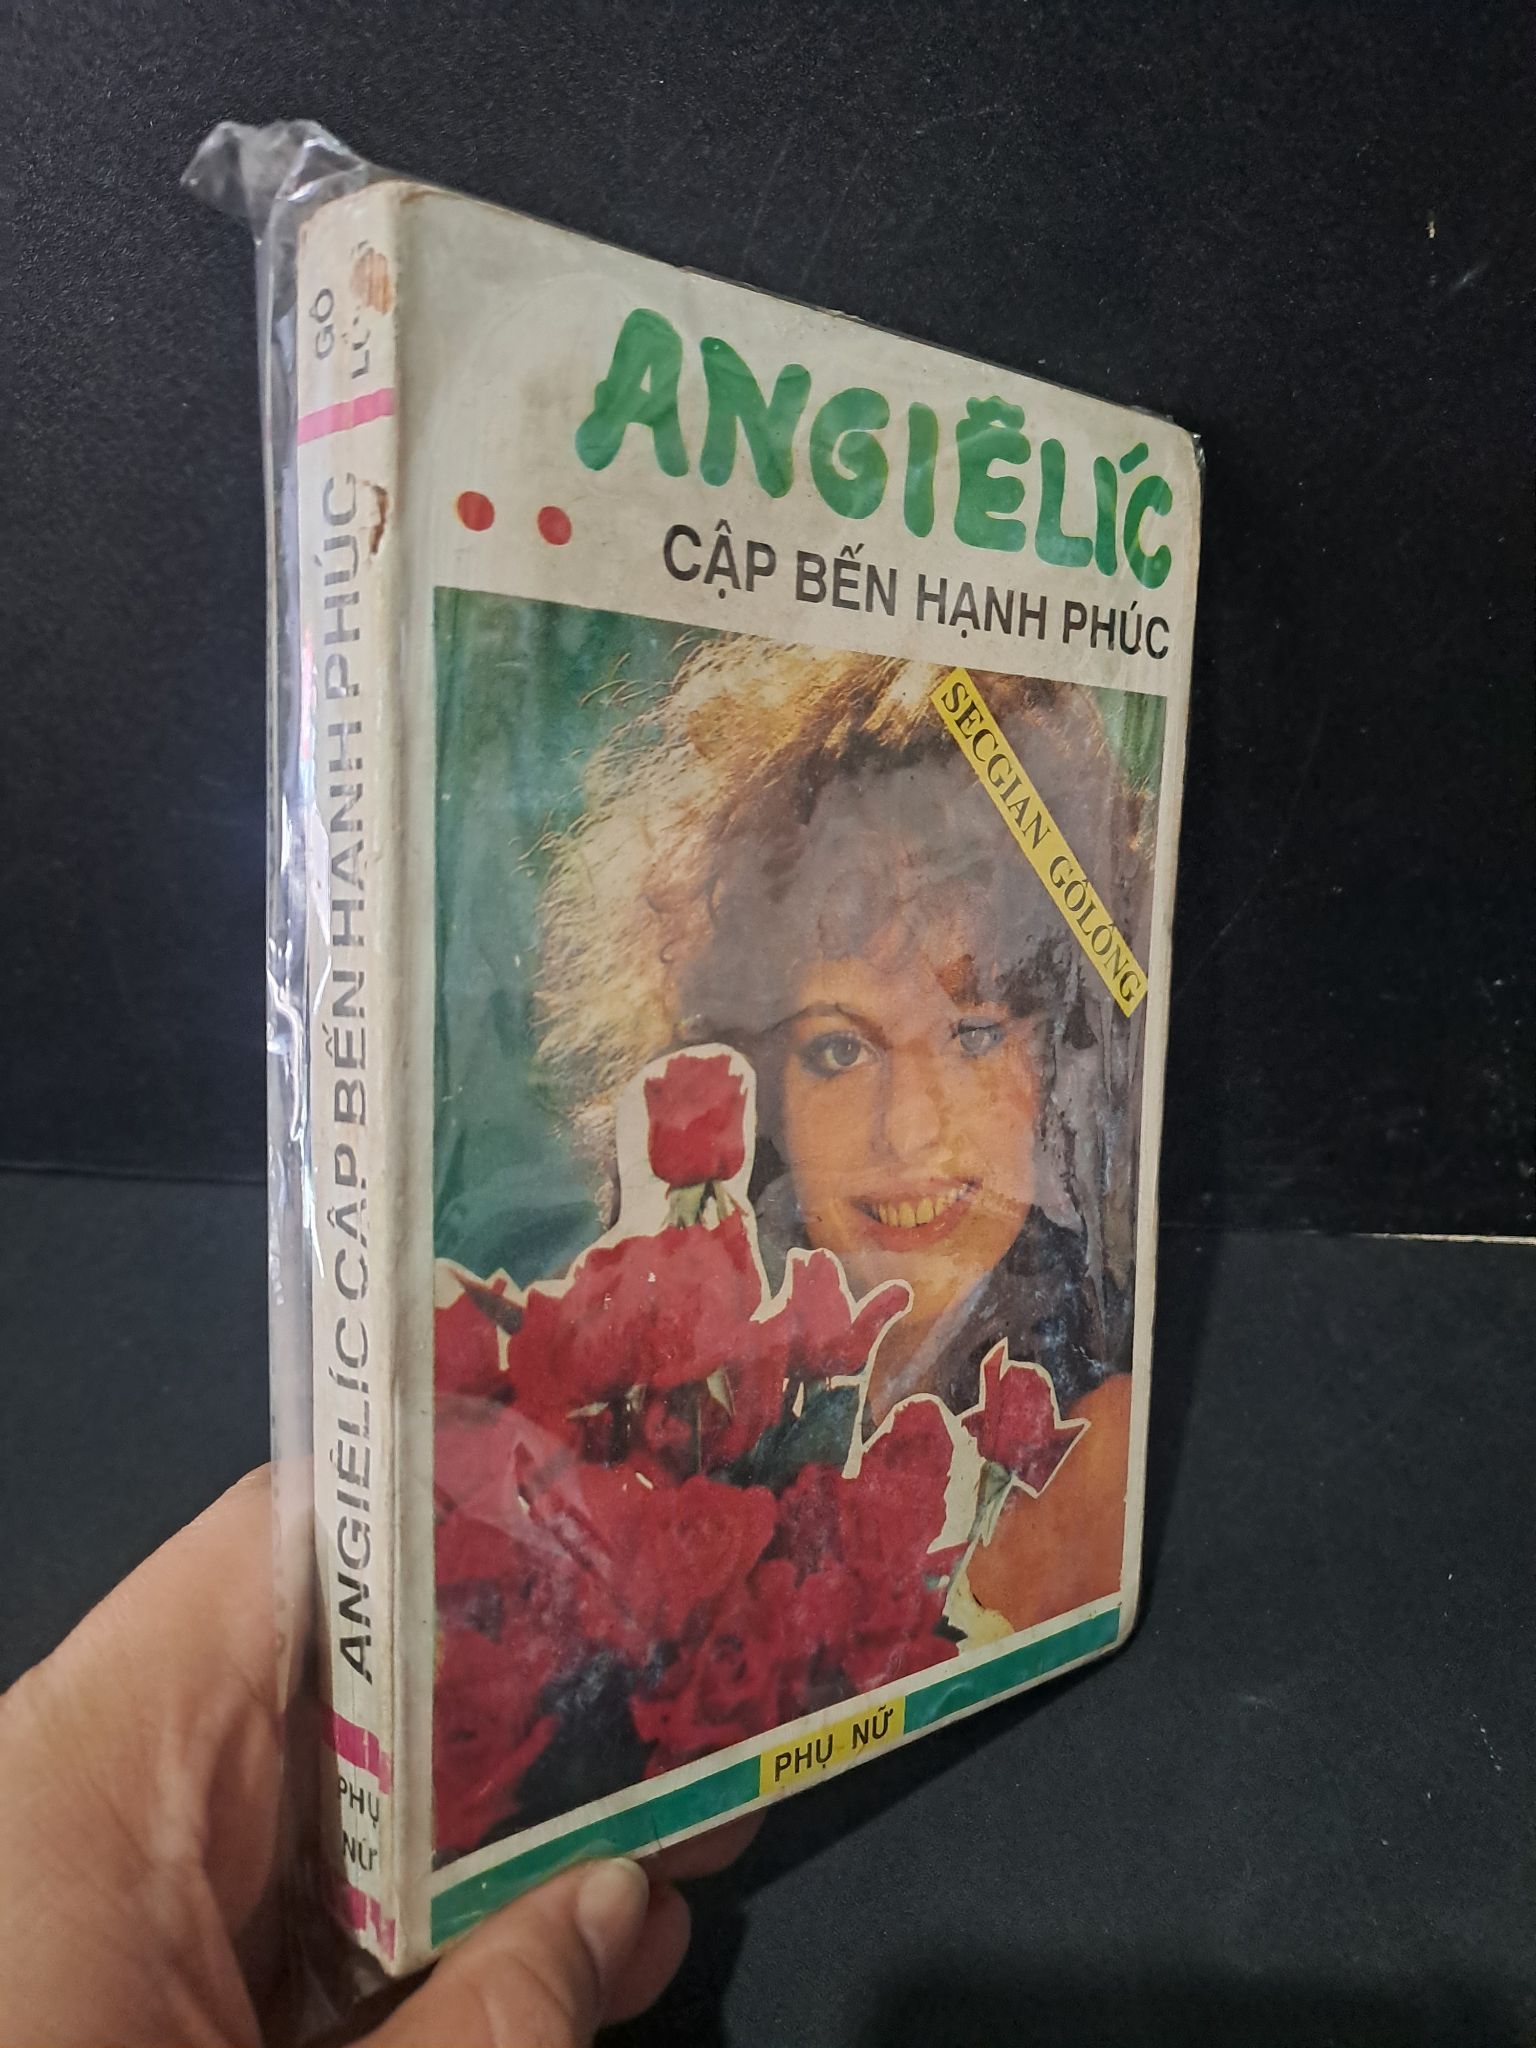 ANGIÊLÍC
CẬP BẾN HẠNH PHÚC
SECGIAN GÔLÔNG
PHỤ NỮ
GÔ
ANGIÊLÍC CẬP BẾN HẠNH PHÚC
PHỤ
NỮ